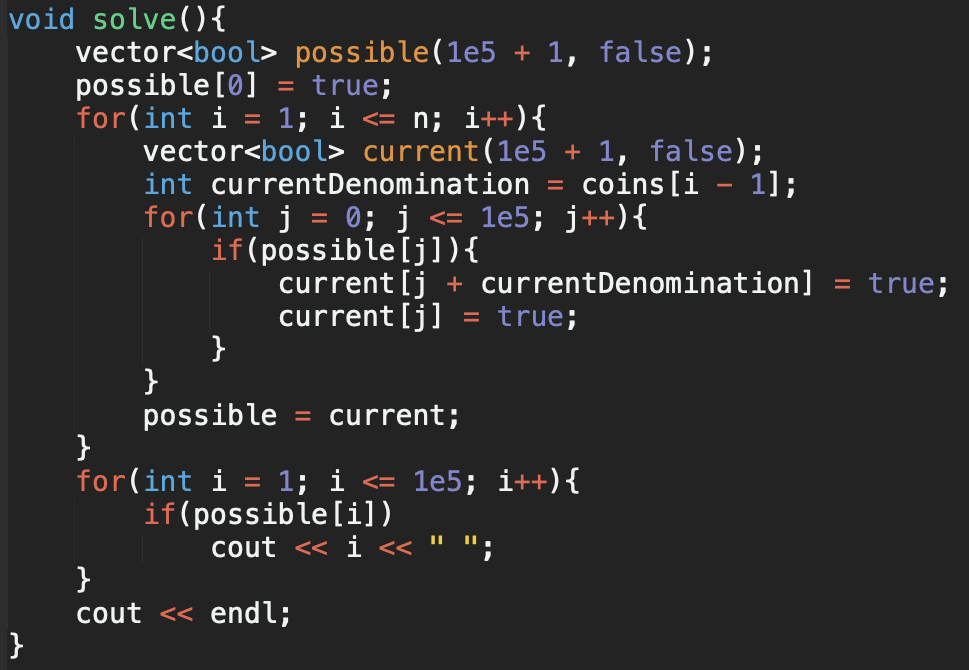 void solve(){
    vector<bool> possible(1e5 + 1, false);
    possible[0] = true;
    for(int i = 1; i <= n; i++){
        vector<bool> current(1e5 + 1, false);
        int currentDenomination = coins[i - 1];
        for(int j = 0; j <= 1e5; j++){
            if(possible[j]){
                current[j + currentDenomination] = true;
                current[j] = true;
            }
        }
        possible = current;
    }
    for(int i = 1; i <= 1e5; i++){
        if(possible[i])
            cout << i << " ";
    }
    cout << endl;
}